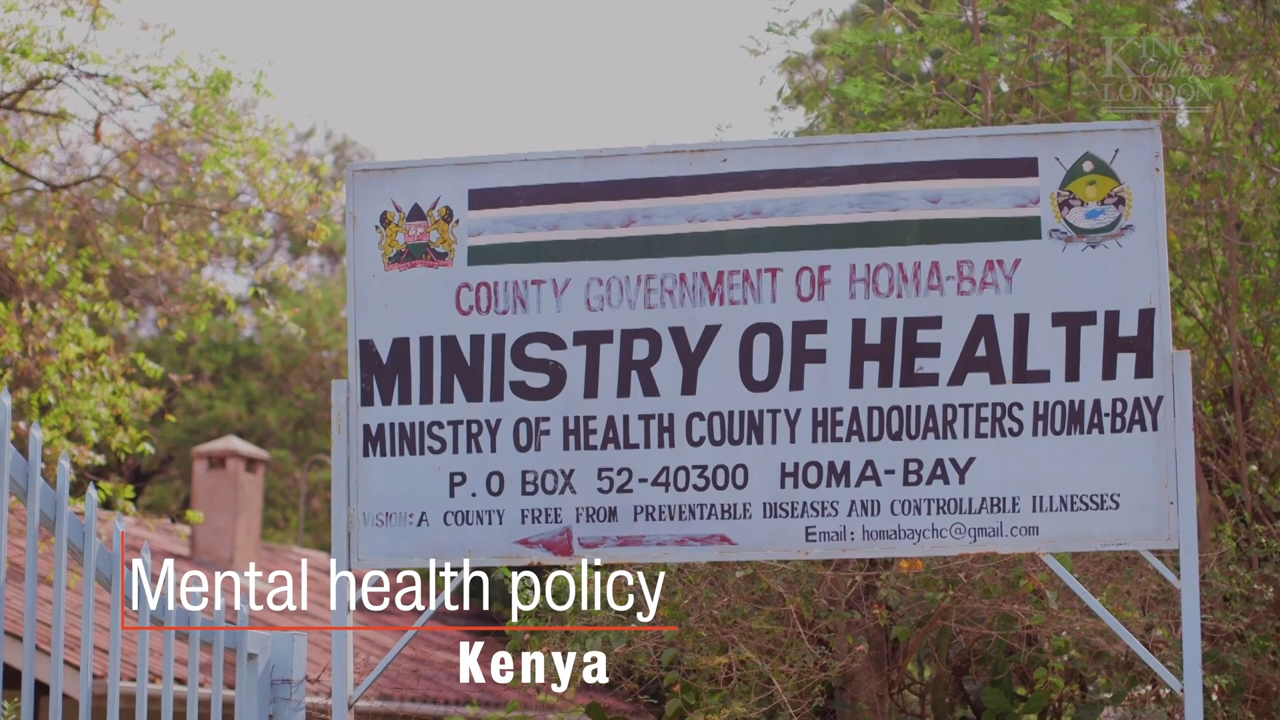 KING'S
College
LONDON
COUNTY GOVERNMENT OF HOMA-BAY
MINISTRY OF HEALTH
MINISTRY OF HEALTH COUNTY HEADQUARTERS HOMA-BAY
P.O BOX 52-40300 HOMA-BAY
VISION: A COUNTY FREE FROM PREVENTABLE DISEASES AND CONTROLLABLE ILLNESSES
Email: homabaychc@gmail.com
Mental health policy
Kenya